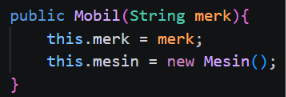 public Mobil(String merk){
    this.merk = merk;
    this.mesin = new Mesin();
}